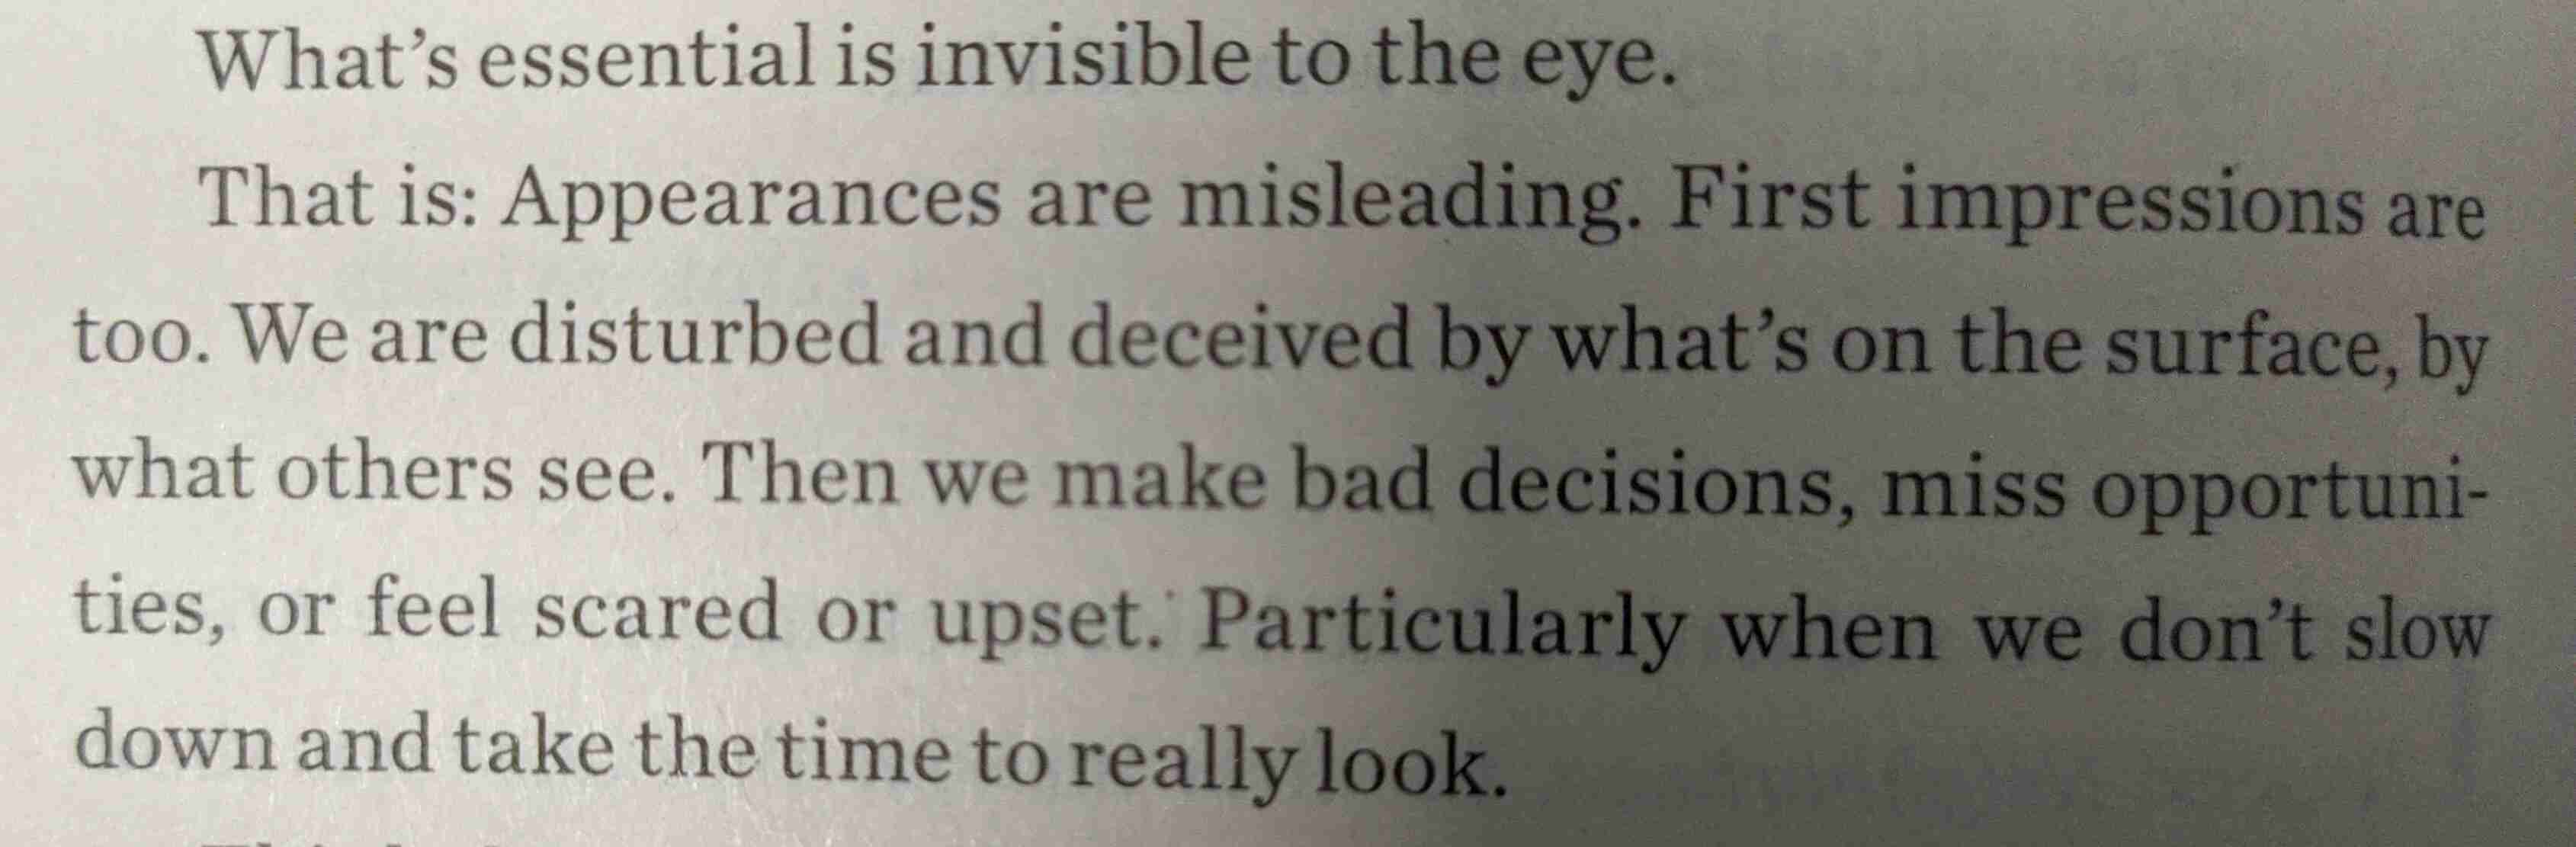 What’s essential is invisible to the eye.
That is: Appearances are misleading. First impressions are
too. We are disturbed and deceived by what’s on the surface, by
what others see. Then we make bad decisions, miss opportuni-
ties, or feel scared or upset. Particularly when we don’t slow
down and take the time to really look.